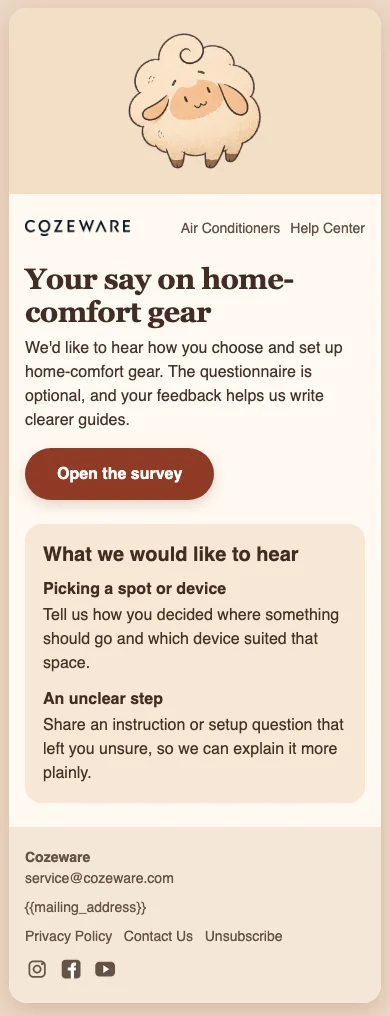 COZEWARE
Air Conditioners Help Center
Your say on home-
comfort gear
We'd like to hear how you choose and set up
home-comfort gear. The questionnaire is
optional, and your feedback helps us write
clearer guides.
Open the survey
What we would like to hear
Picking a spot or device
Tell us how you decided where something
should go and which device suited that
space.
An unclear step
Share an instruction or setup question that
left you unsure, so we can explain it more
plainly.
Cozeware
service@cozeware.com
{{mailing_address}}
Privacy Policy Contact Us Unsubscribe